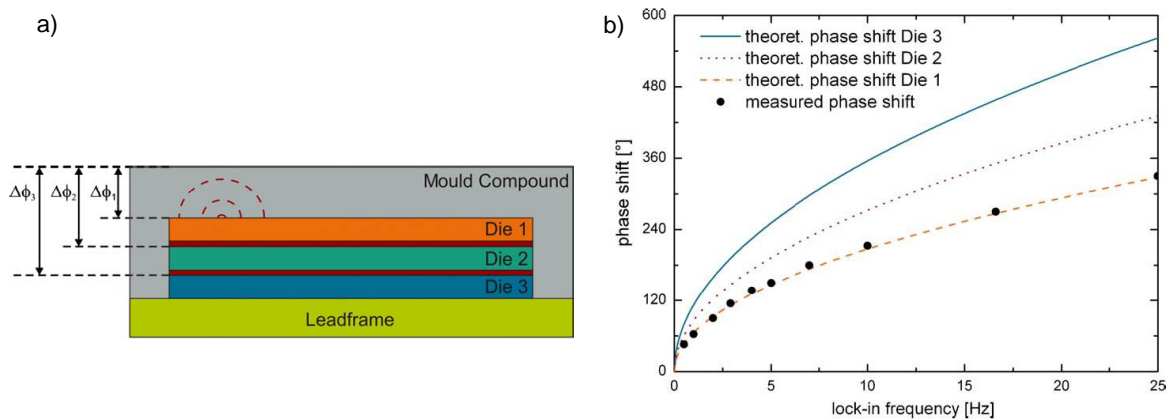 a)
Δϕ3
Δϕ2
Δϕ1
Mould Compound
Die 1
Die 2
Die 3
Leadframe
b)
600
480
360
240
120
0
phase shift [°]
theoret. phase shift Die 3
theoret. phase shift Die 2
theoret. phase shift Die 1
measured phase shift
0
5
10
15
20
25
lock-in frequency [Hz]